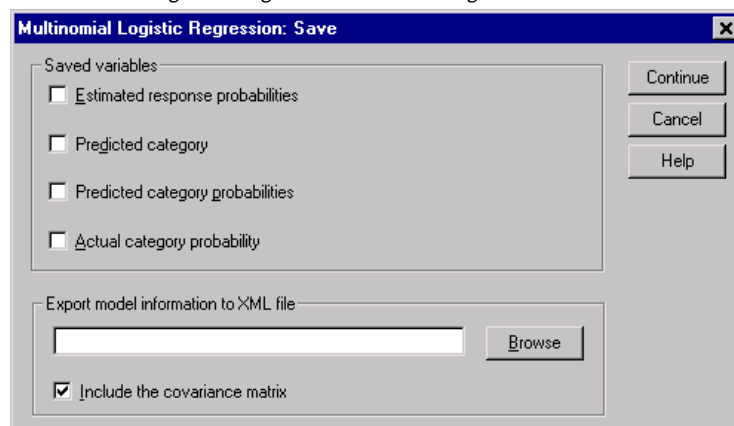 Multinomial Logistic Regression: Save
Saved variables
Estimated response probabilities
Predicted category
Predicted category probabilities
Actual category probability
Continue
Cancel
Help
Export model information to XML file
Browse
Include the covariance matrix